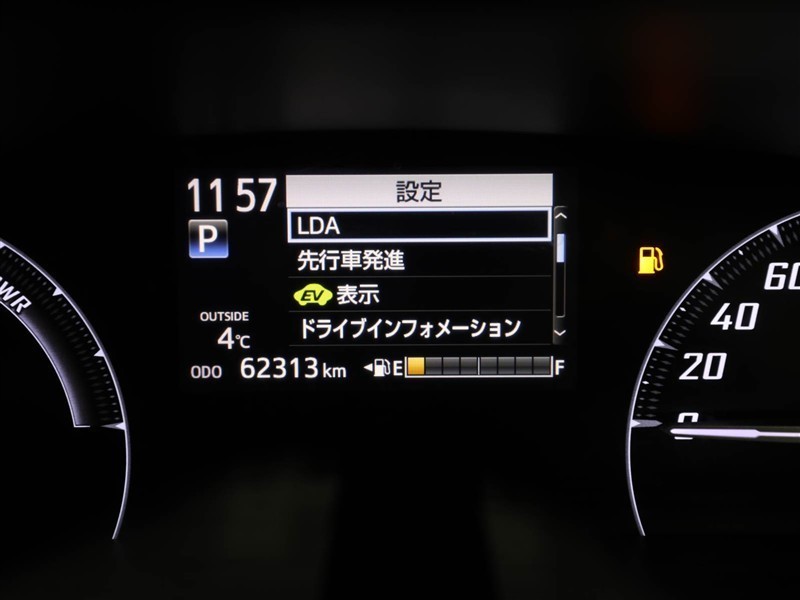 11 57
設定
LDA
P
先行車発進
EV 表示
OUTSIDE
4℃
ドライブインフォメーション
ODO 62313 km
E F
60
40
20
0